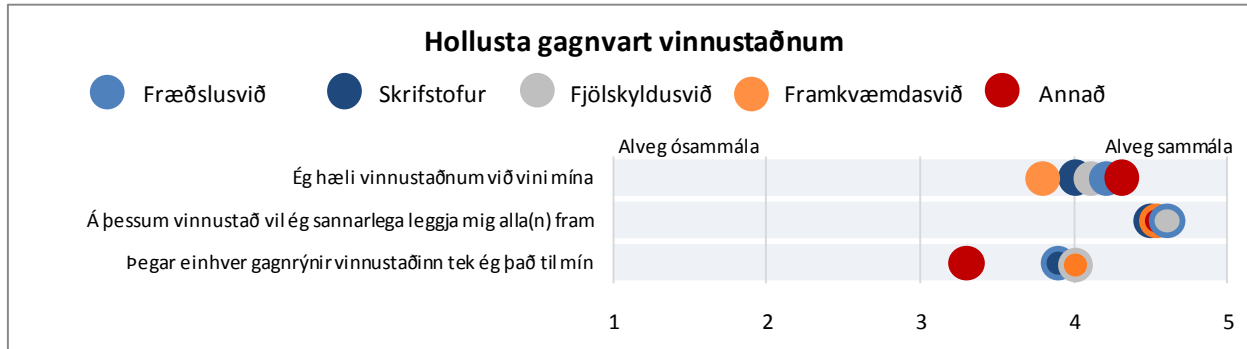 Hollusta gagnvart vinnustaðnum
Fræðslusvið Skrifstofur Fjölskyldusvið Framkvæmdasvið Annað
Alveg ósammála Alveg sammála
Ég hæli vinnustaðnum við vini mína
Á þessum vinnustað vil ég sannarlega leggja mig alla(n) fram
Þegar einhver gagnrýnir vinnustaðinn tek ég það til mín
1 2 3 4 5